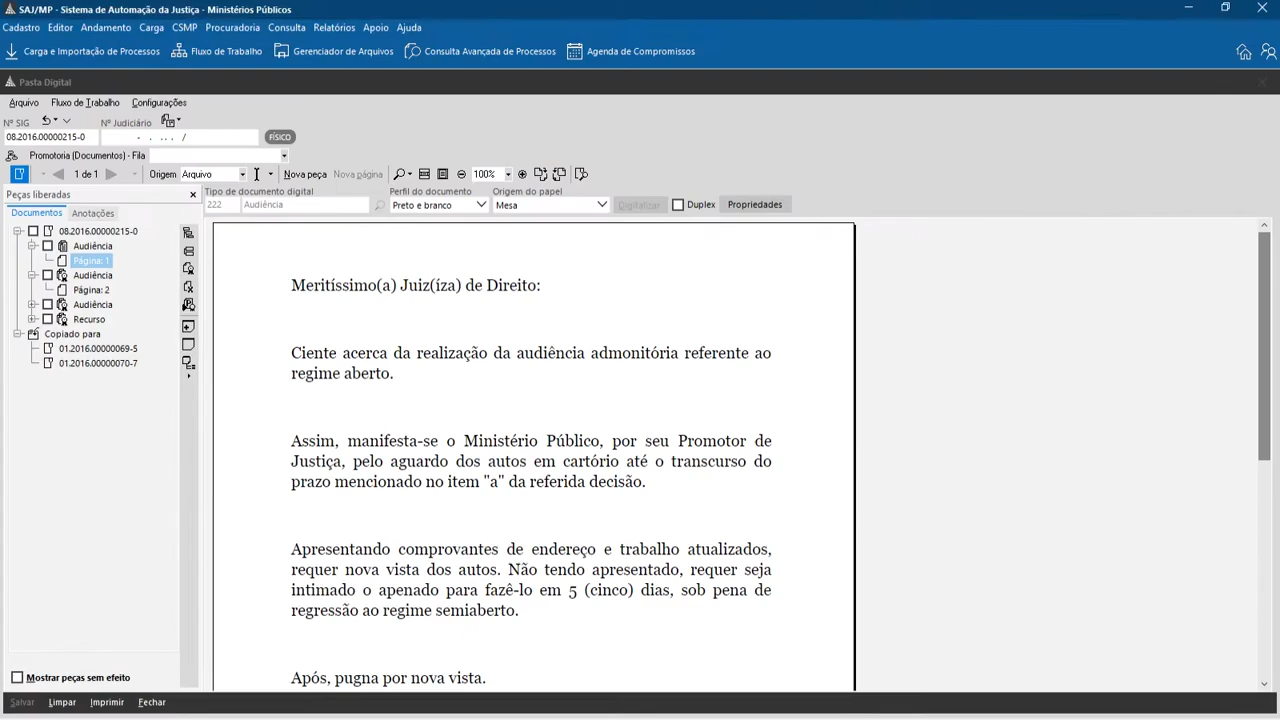 SAJ/MP - Sistema de Automação da Justiça - Ministérios Públicos
Cadastro Editor Andamento Carga CSMP Procuradoria Consulta Relatórios Apoio Ajuda
Carga e Importação de Processos Fluxo de Trabalho Gerenciador de Arquivos Consulta Avançada de Processos Agenda de Compromissos
Pasta Digital
Arquivo Fluxo de Trabalho Configurações
Nº SIG Nº Judiciário
08.2016.00000215-0 - . ... / FÍSICO
Promotoria (Documentos) - Fila
1 de 1 Origem Arquivo Nova peça Nova página 100%
Peças liberadas
Tipo de documento digital Perfil do documento Origem do papel
222 Audiência Preto e branco Mesa Digitalizar Duplex Propriedades
Documentos Anotações
08.2016.00000215-0
Audiência
Página: 1
Audiência
Página: 2
Audiência
Recurso
Copiado para
01.2016.00000069-5
01.2016.00000070-7
Meritíssimo(a) Juiz(íza) de Direito:
Ciente acerca da realização da audiência admonitória referente ao
regime aberto.
Assim, manifesta-se o Ministério Público, por seu Promotor de
Justiça, pelo aguardo dos autos em cartório até o transcurso do
prazo mencionado no item "a" da referida decisão.
Apresentando comprovantes de endereço e trabalho atualizados,
requer nova vista dos autos. Não tendo apresentado, requer seja
intimado o apenado para fazê-lo em 5 (cinco) dias, sob pena de
regressão ao regime semiaberto.
Após, pugna por nova vista.
Mostrar peças sem efeito
Salvar Limpar Imprimir Fechar